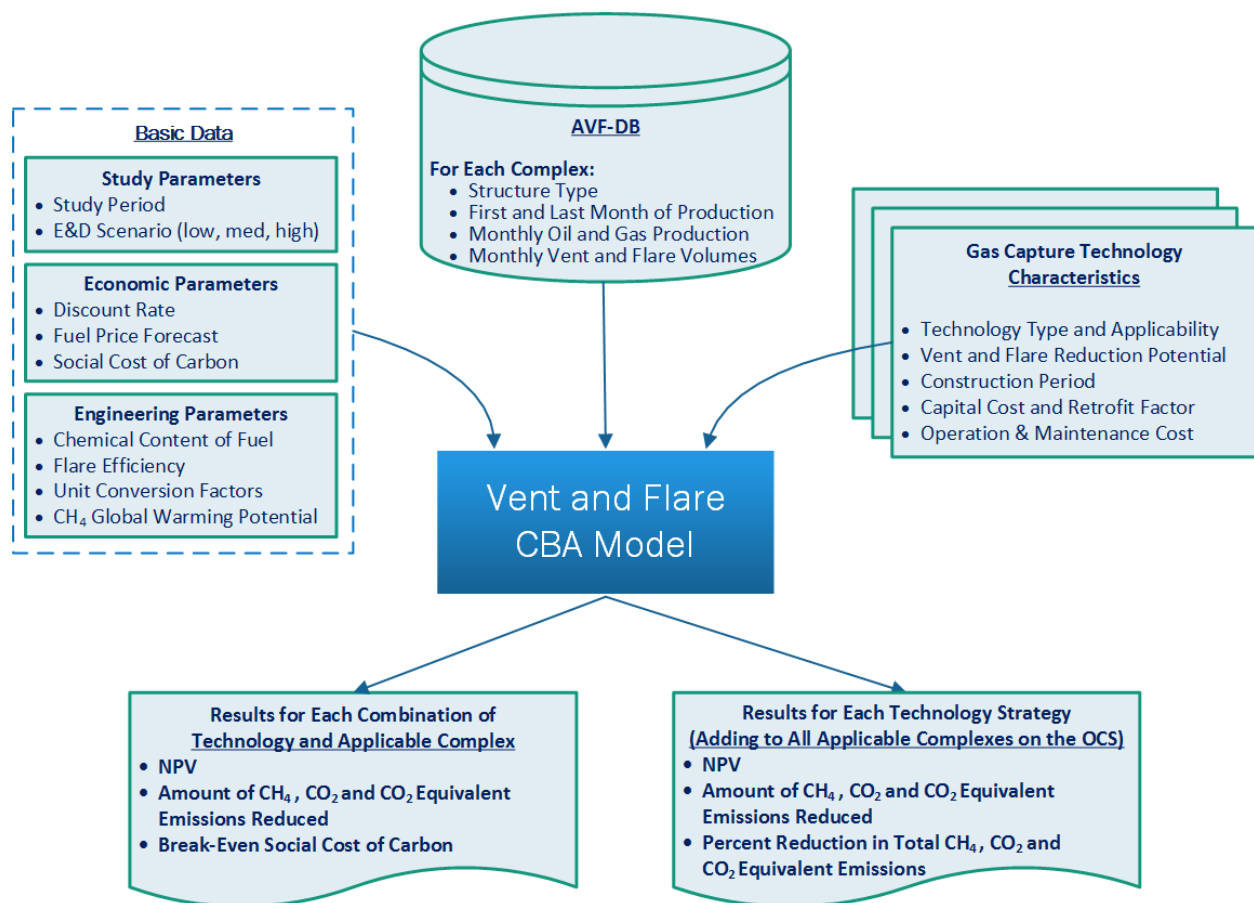 Basic Data
Study Parameters
• Study Period
• E&D Scenario (low, med, high)
Economic Parameters
• Discount Rate
• Fuel Price Forecast
• Social Cost of Carbon
Engineering Parameters
• Chemical Content of Fuel
• Flare Efficiency
• Unit Conversion Factors
• CH₄ Global Warming Potential
AVF-DB
For Each Complex:
• Structure Type
• First and Last Month of Production
• Monthly Oil and Gas Production
• Monthly Vent and Flare Volumes
Gas Capture Technology
Characteristics
• Technology Type and Applicability
• Vent and Flare Reduction Potential
• Construction Period
• Capital Cost and Retrofit Factor
• Operation & Maintenance Cost
Vent and Flare
CBA Model
Results for Each Combination of
Technology and Applicable Complex
• NPV
• Amount of CH₄ , CO₂ and CO₂ Equivalent
Emissions Reduced
• Break-Even Social Cost of Carbon
Results for Each Technology Strategy
(Adding to All Applicable Complexes on the OCS)
• NPV
• Amount of CH₄ , CO₂ and CO₂ Equivalent
Emissions Reduced
• Percent Reduction in Total CH₄ , CO₂ and
CO₂ Equivalent Emissions